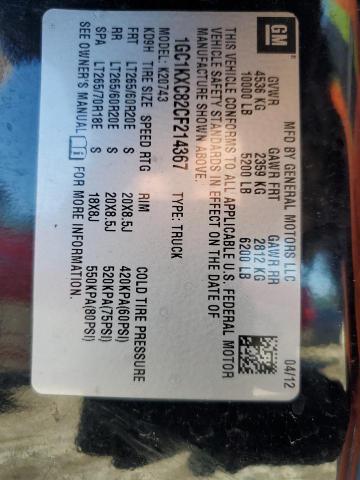 GM
MFD BY GENERAL MOTORS LLC 04/12
GVWR GAWR FRT GAWR RR
4536 KG 2359 KG 2812 KG
10000 LB 5200 LB 6200 LB
THIS VEHICLE CONFORMS TO ALL APPLICABLE U.S. FEDERAL MOTOR
VEHICLE SAFETY STANDARDS IN EFFECT ON THE DATE OF
MANUFACTURE SHOWN ABOVE.
1GC1KXC82CF214367 TYPE: TRUCK
MODEL: K20743
TIRE SIZE SPEED RTG RIM COLD TIRE PRESSURE
FRT LT265/60R20E S 20X8.5J 420KPA(60PSI)
RR LT265/60R20E S 20X8.5J 520KPA(75PSI)
SPA LT265/70R18E S 18X8J 550KPA(80PSI)
SEE OWNER'S MANUAL FOR MORE INFORMATION.